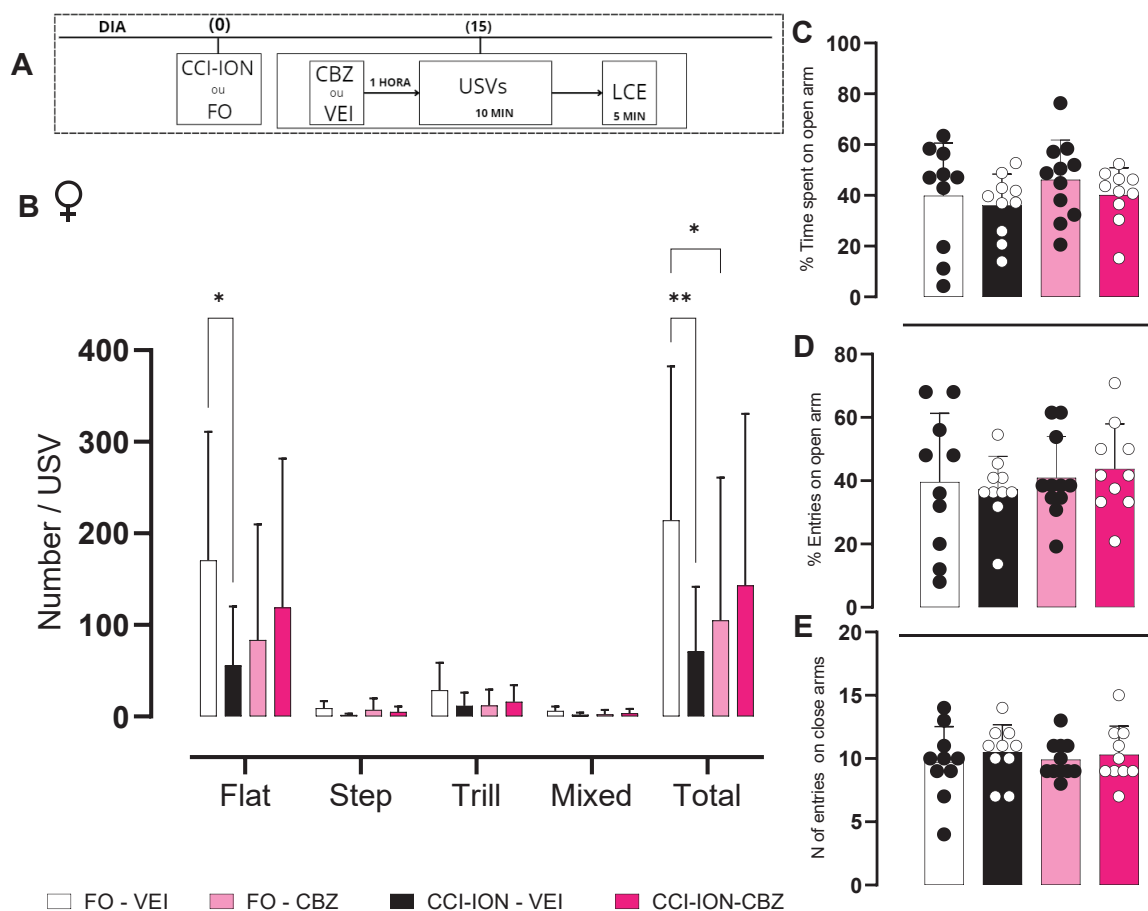 A
DIA (0) (15)
CCI-ION
ou
FO
CBZ
ou
VEI
1 HORA
USVs
10 MIN
LCE
5 MIN
B ♀
Number / USV
400
300
200
100
0
*
**
*
Flat Step Trill Mixed Total
FO - VEI FO - CBZ CCI-ION - VEI CCI-ION-CBZ
C
% Time spent on open arm
100
80
60
40
20
0
D
% Entries on open arm
80
60
40
20
0
E
N of entries on close arms
20
15
10
5
0